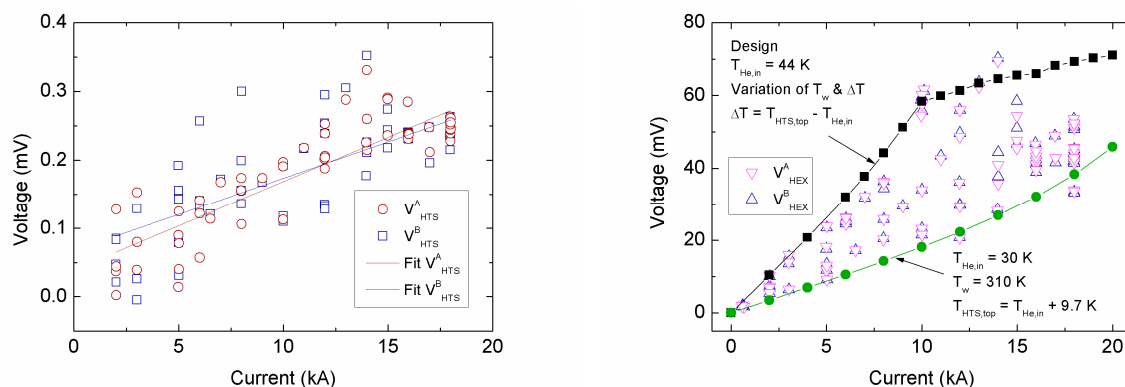 0.4
0.3
0.2
0.1
0.0
Voltage (mV)
0 5 10 15 20
Current (kA)
V^A_HTS
V^B_HTS
Fit V^A_HTS
Fit V^B_HTS
80
60
40
20
0
Voltage (mV)
0 5 10 15 20
Current (kA)
Design
T_He,in = 44 K
Variation of T_w & ΔT
ΔT = T_HTS,top - T_He,in
V^A_HEX
V^B_HEX
T_He,in = 30 K
T_w = 310 K
T_HTS,top = T_He,in + 9.7 K